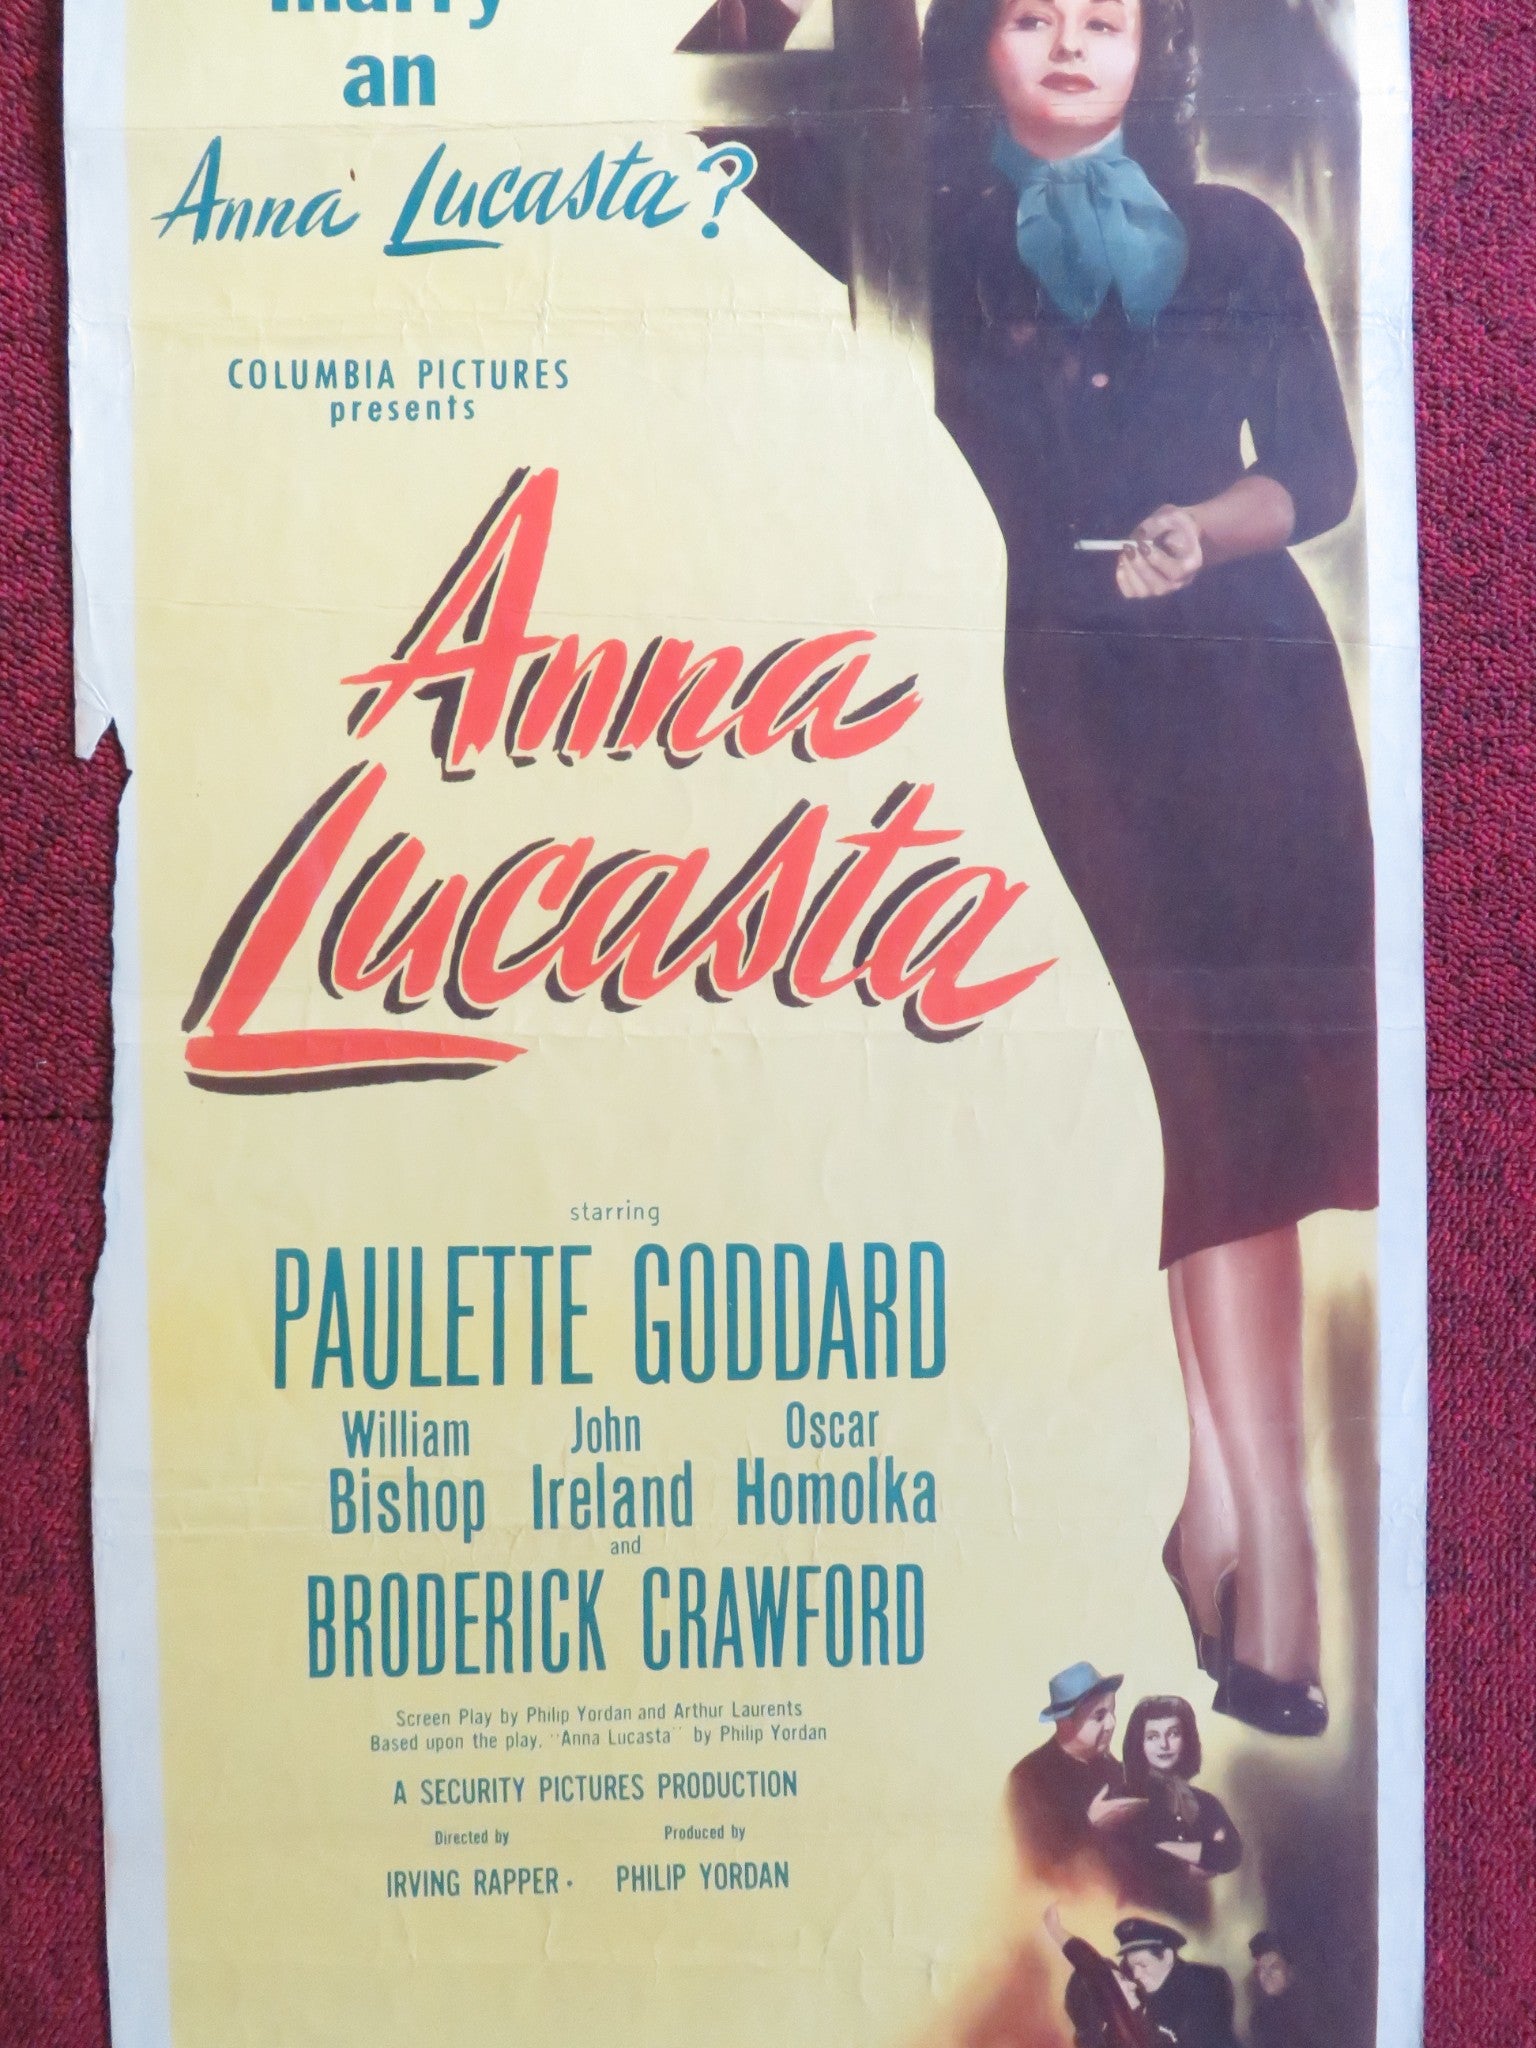 marry
an
Anna Lucasta?
COLUMBIA PICTURES
presents
Anna
Lucasta
starring
PAULETTE GODDARD
William John Oscar
Bishop Ireland Homolka
and
BRODERICK CRAWFORD
Screen Play by Philip Yordan and Arthur Laurents
Based upon the play, "Anna Lucasta" by Philip Yordan
A SECURITY PICTURES PRODUCTION
Directed by Produced by
IRVING RAPPER • PHILIP YORDAN